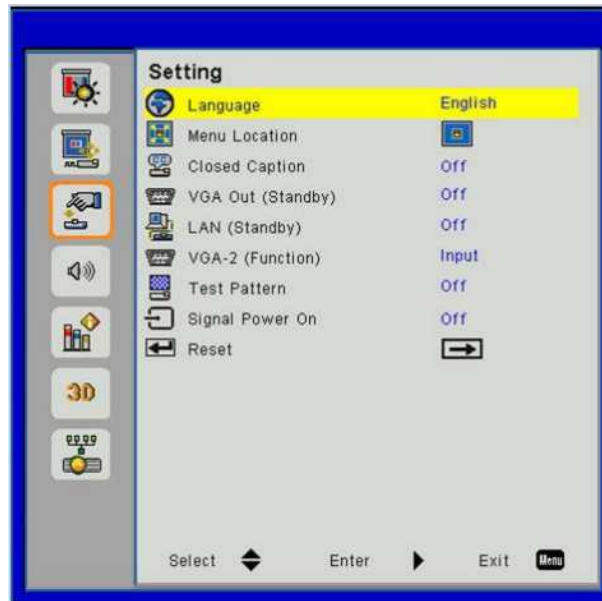 Setting
Language English
Menu Location
Closed Caption Off
VGA Out (Standby) Off
LAN (Standby) Off
VGA-2 (Function) Input
Test Pattern Off
Signal Power On Off
Reset
3D
Select Enter Exit Menu